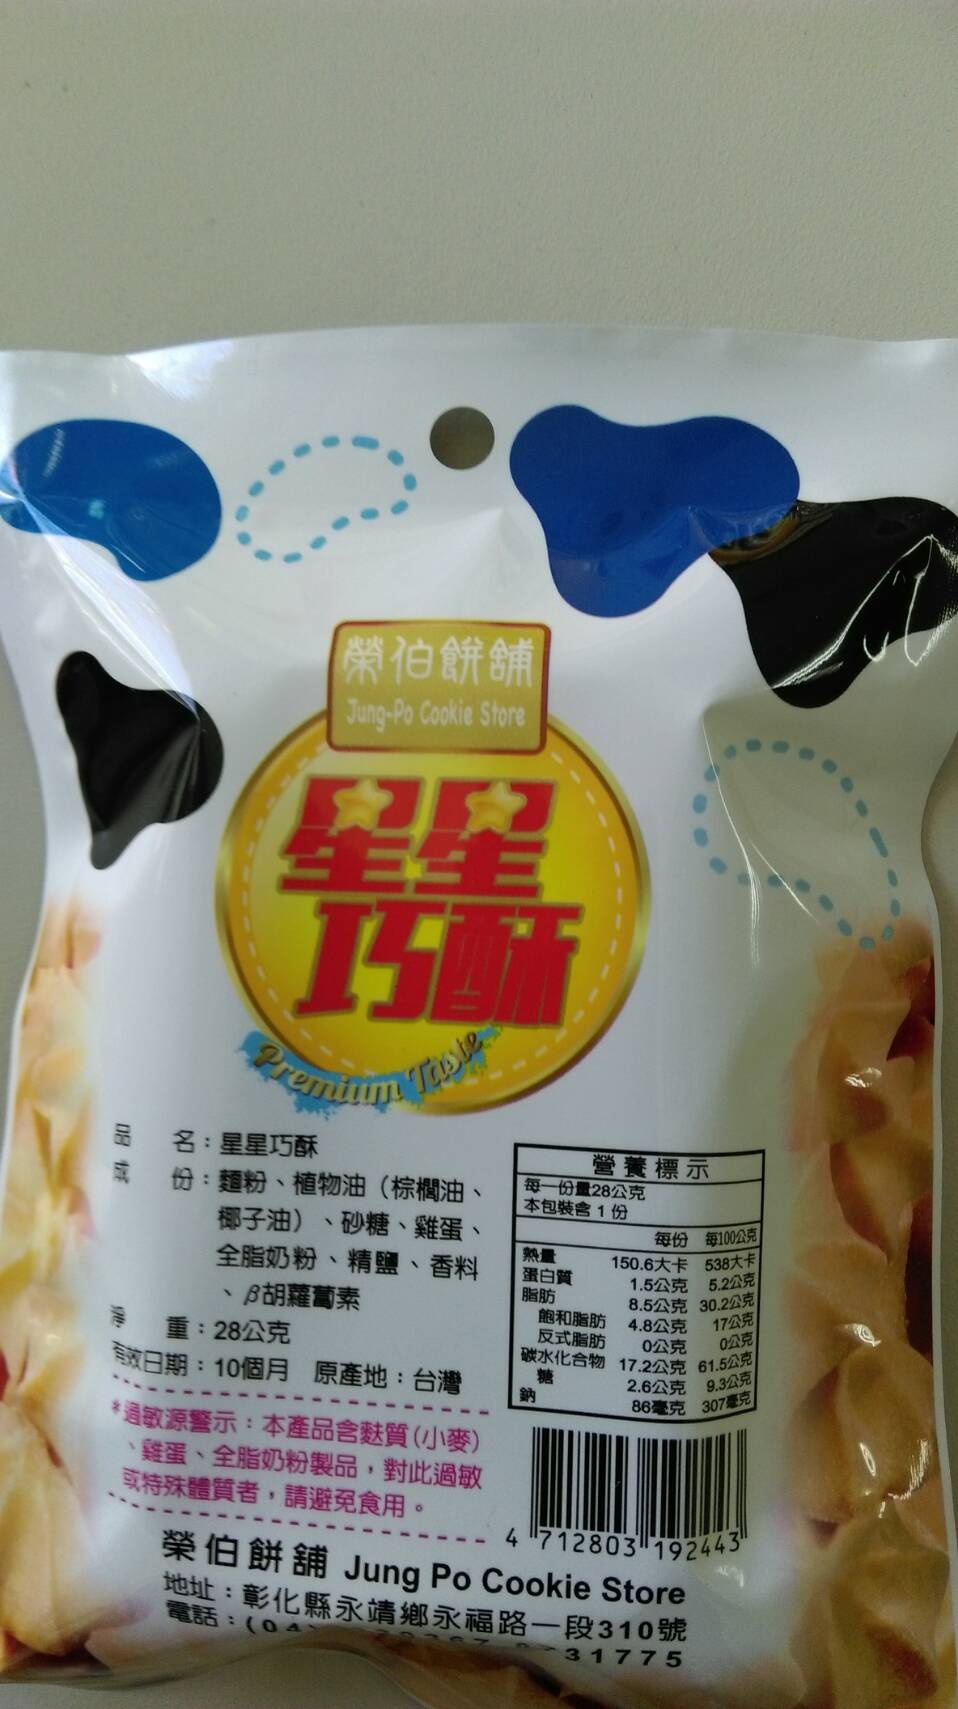 榮伯餅舖
Jung-Po Cookie Store
星星
巧酥
Premium Taste
品 名：星星巧酥
成 份：麵粉、植物油（棕櫚油、
椰子油）、砂糖、雞蛋、
全脂奶粉、精鹽、香料
、β胡蘿蔔素
淨 重：28公克
有效日期：10個月 原產地：台灣
*過敏源警示：本產品含麩質(小麥)
、雞蛋、全脂奶粉製品，對此過敏
或特殊體質者，請避免食用。
營養標示
每一份量28公克
本包裝含1份
每份 每100公克
熱量 150.6大卡 538大卡
蛋白質 1.5公克 5.2公克
脂肪 8.5公克 30.2公克
飽和脂肪 4.8公克 17公克
反式脂肪 0公克 0公克
碳水化合物 17.2公克 61.5公克
糖 2.6公克 9.3公克
鈉 86毫克 307毫克
4 712803 192443
榮伯餅舖 Jung Po Cookie Store
地址：彰化縣永靖鄉永福路一段310號
電話：(04) 31775